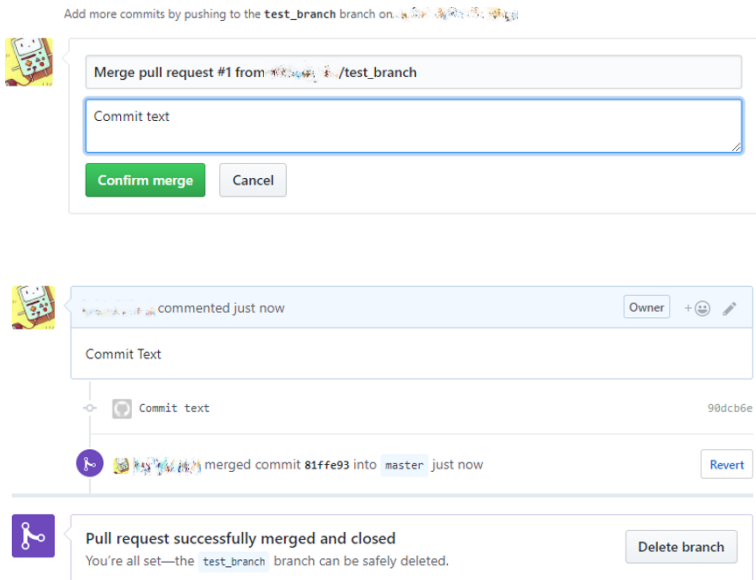 Add more commits by pushing to the test_branch branch on
Merge pull request #1 from /test_branch
Commit text
Confirm merge Cancel
commented just now Owner
Commit Text
Commit text 90dcb6e
merged commit 81ffe93 into master just now Revert
Pull request successfully merged and closed
You're all set—the test_branch branch can be safely deleted.
Delete branch